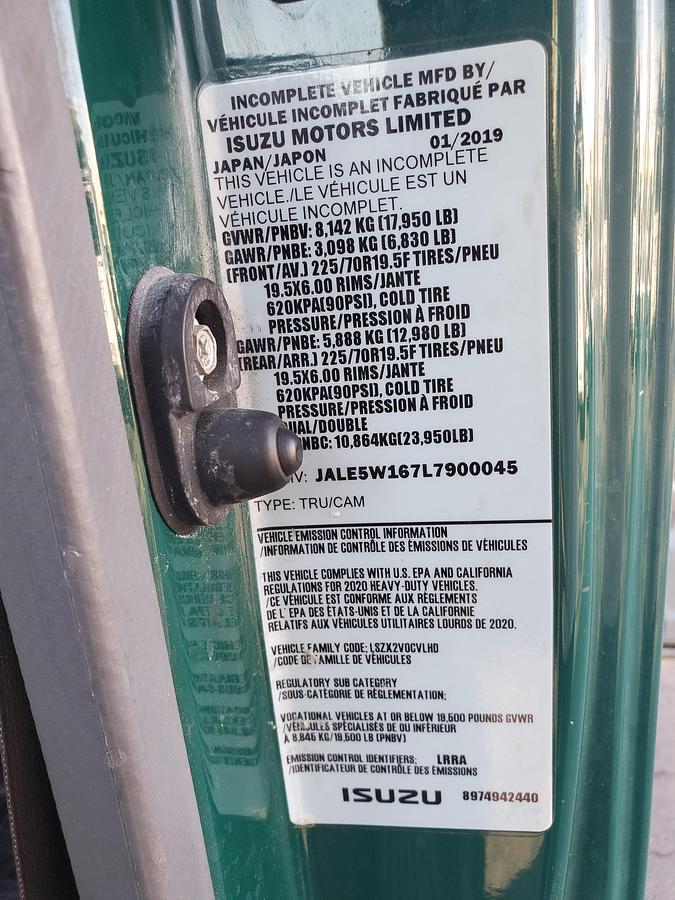 INCOMPLETE VEHICLE MFD BY/
VÉHICULE INCOMPLET FABRIQUÉ PAR
ISUZU MOTORS LIMITED
JAPAN/JAPON 01/2019
THIS VEHICLE IS AN INCOMPLETE
VEHICLE./LE VÉHICULE EST UN
VÉHICULE INCOMPLET.
GVWR/PNBV: 8,142 KG (17,950 LB)
GAWR/PNBE: 3,098 KG (6,830 LB)
(FRONT/AV.) 225/70R19.5F TIRES/PNEU
19.5X6.00 RIMS/JANTE
620KPA(90PSI), COLD TIRE
PRESSURE/PRESSION À FROID
GAWR/PNBE: 5,888 KG (12,980 LB)
(REAR/ARR.) 225/70R19.5F TIRES/PNEU
19.5X6.00 RIMS/JANTE
620KPA(90PSI), COLD TIRE
PRESSURE/PRESSION À FROID
DUAL/DOUBLE
NBC: 10,864KG(23,950LB)
IV: JALE5W167L7900045
TYPE: TRU/CAM
VEHICLE EMISSION CONTROL INFORMATION
/INFORMATION DE CONTRÔLE DES ÉMISSIONS DE VÉHICULES
THIS VEHICLE COMPLIES WITH U.S. EPA AND CALIFORNIA
REGULATIONS FOR 2020 HEAVY-DUTY VEHICLES.
/CE VÉHICULE EST CONFORME AUX RÈGLEMENTS
DE L' EPA DES ÉTATS-UNIS ET DE LA CALIFORNIE
RELATIFS AUX VÉHICULES UTILITAIRES LOURDS DE 2020.
VEHICLE FAMILY CODE: LSZX2VOCVLHD
/CODE DE FAMILLE DE VÉHICULES
REGULATORY SUB CATEGORY
/SOUS-CATÉGORIE DE RÉGLEMENTATION:
VOCATIONAL VEHICLES AT OR BELOW 19,500 POUNDS GVWR
/VÉHICULES SPÉCIALISÉS DE OU INFÉRIEUR
À 8,845 KG/19,500 LB (PNBV)
EMISSION CONTROL IDENTIFIERS: LRRA
/IDENTIFICATEUR DE CONTRÔLE DES ÉMISSIONS
ISUZU 8974942440